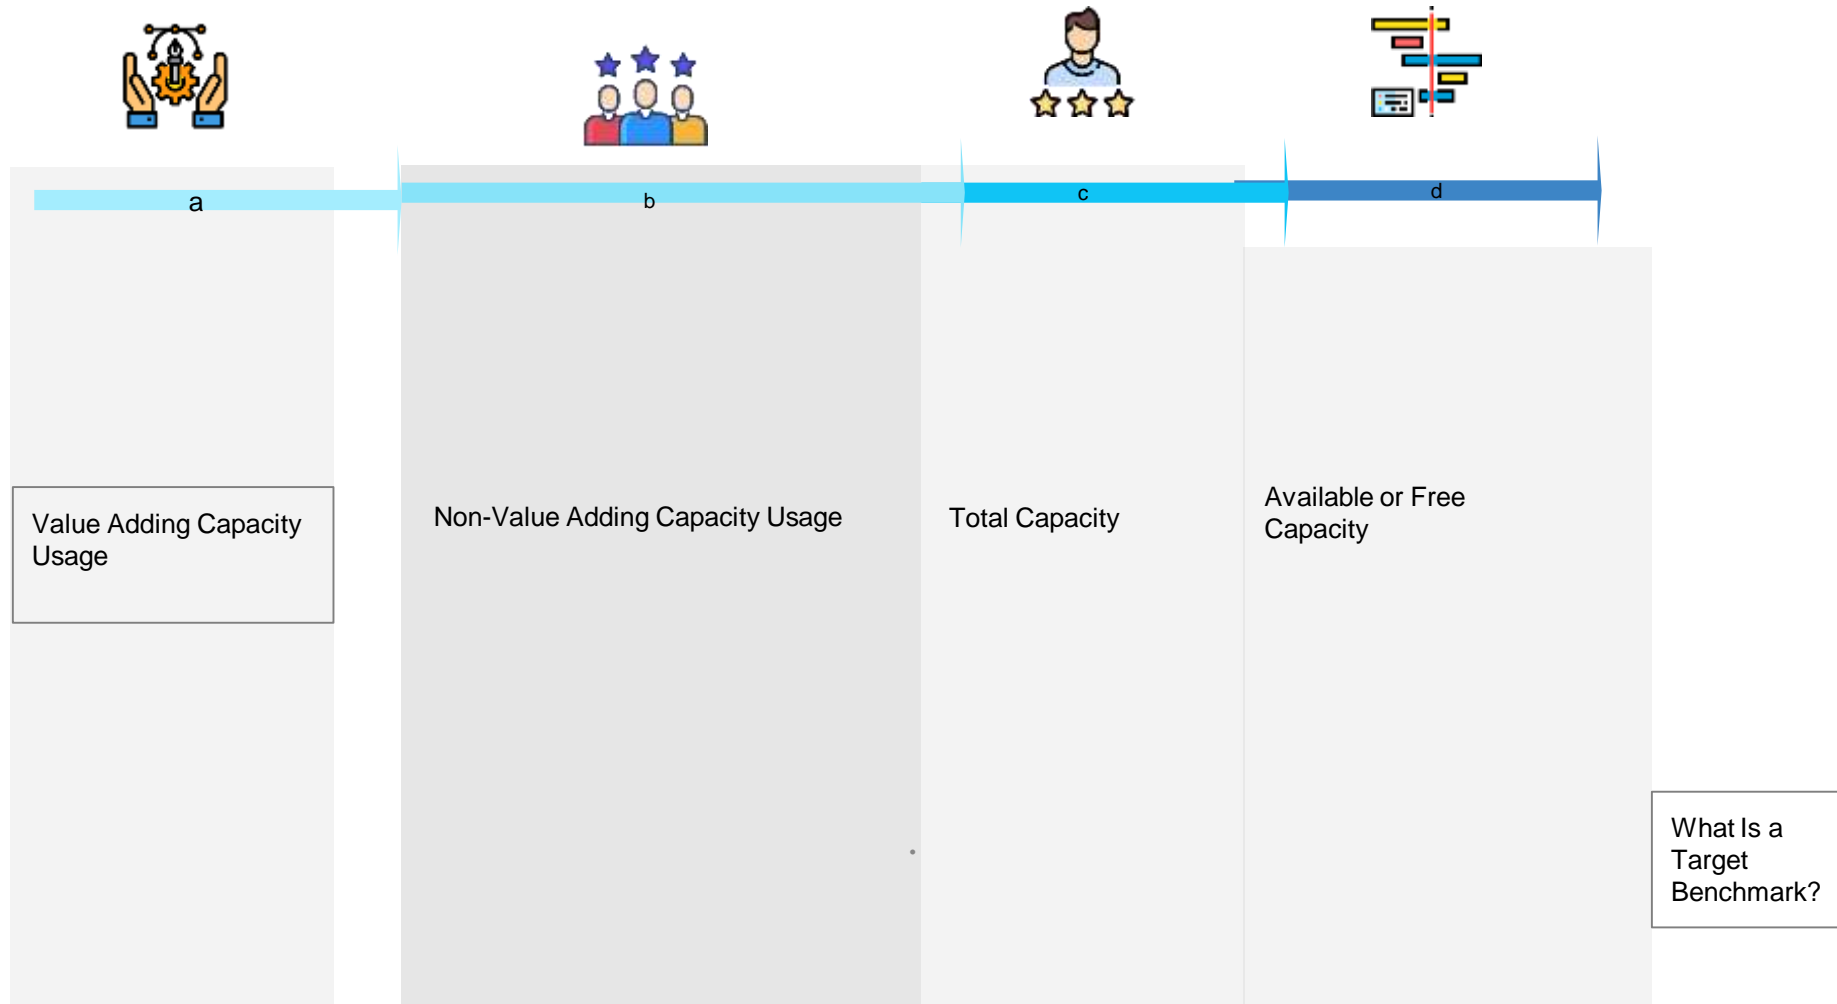 a
b
c
d
Value Adding Capacity
Usage
Non-Value Adding Capacity Usage
Total Capacity
Available or Free
Capacity
What Is a
Target
Benchmark?